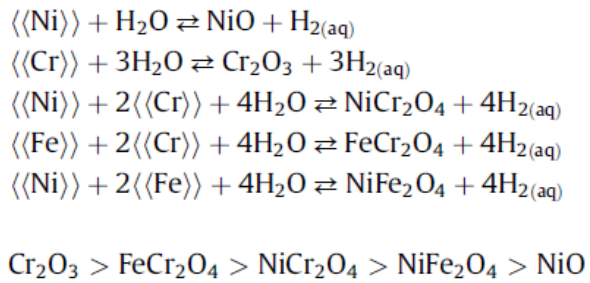 ⟨⟨Ni⟩⟩ + H₂O ⇄ NiO + H₂₍aq₎
⟨⟨Cr⟩⟩ + 3H₂O ⇄ Cr₂O₃ + 3H₂₍aq₎
⟨⟨Ni⟩⟩ + 2⟨⟨Cr⟩⟩ + 4H₂O ⇄ NiCr₂O₄ + 4H₂₍aq₎
⟨⟨Fe⟩⟩ + 2⟨⟨Cr⟩⟩ + 4H₂O ⇄ FeCr₂O₄ + 4H₂₍aq₎
⟨⟨Ni⟩⟩ + 2⟨⟨Fe⟩⟩ + 4H₂O ⇄ NiFe₂O₄ + 4H₂₍aq₎
Cr₂O₃ > FeCr₂O₄ > NiCr₂O₄ > NiFe₂O₄ > NiO